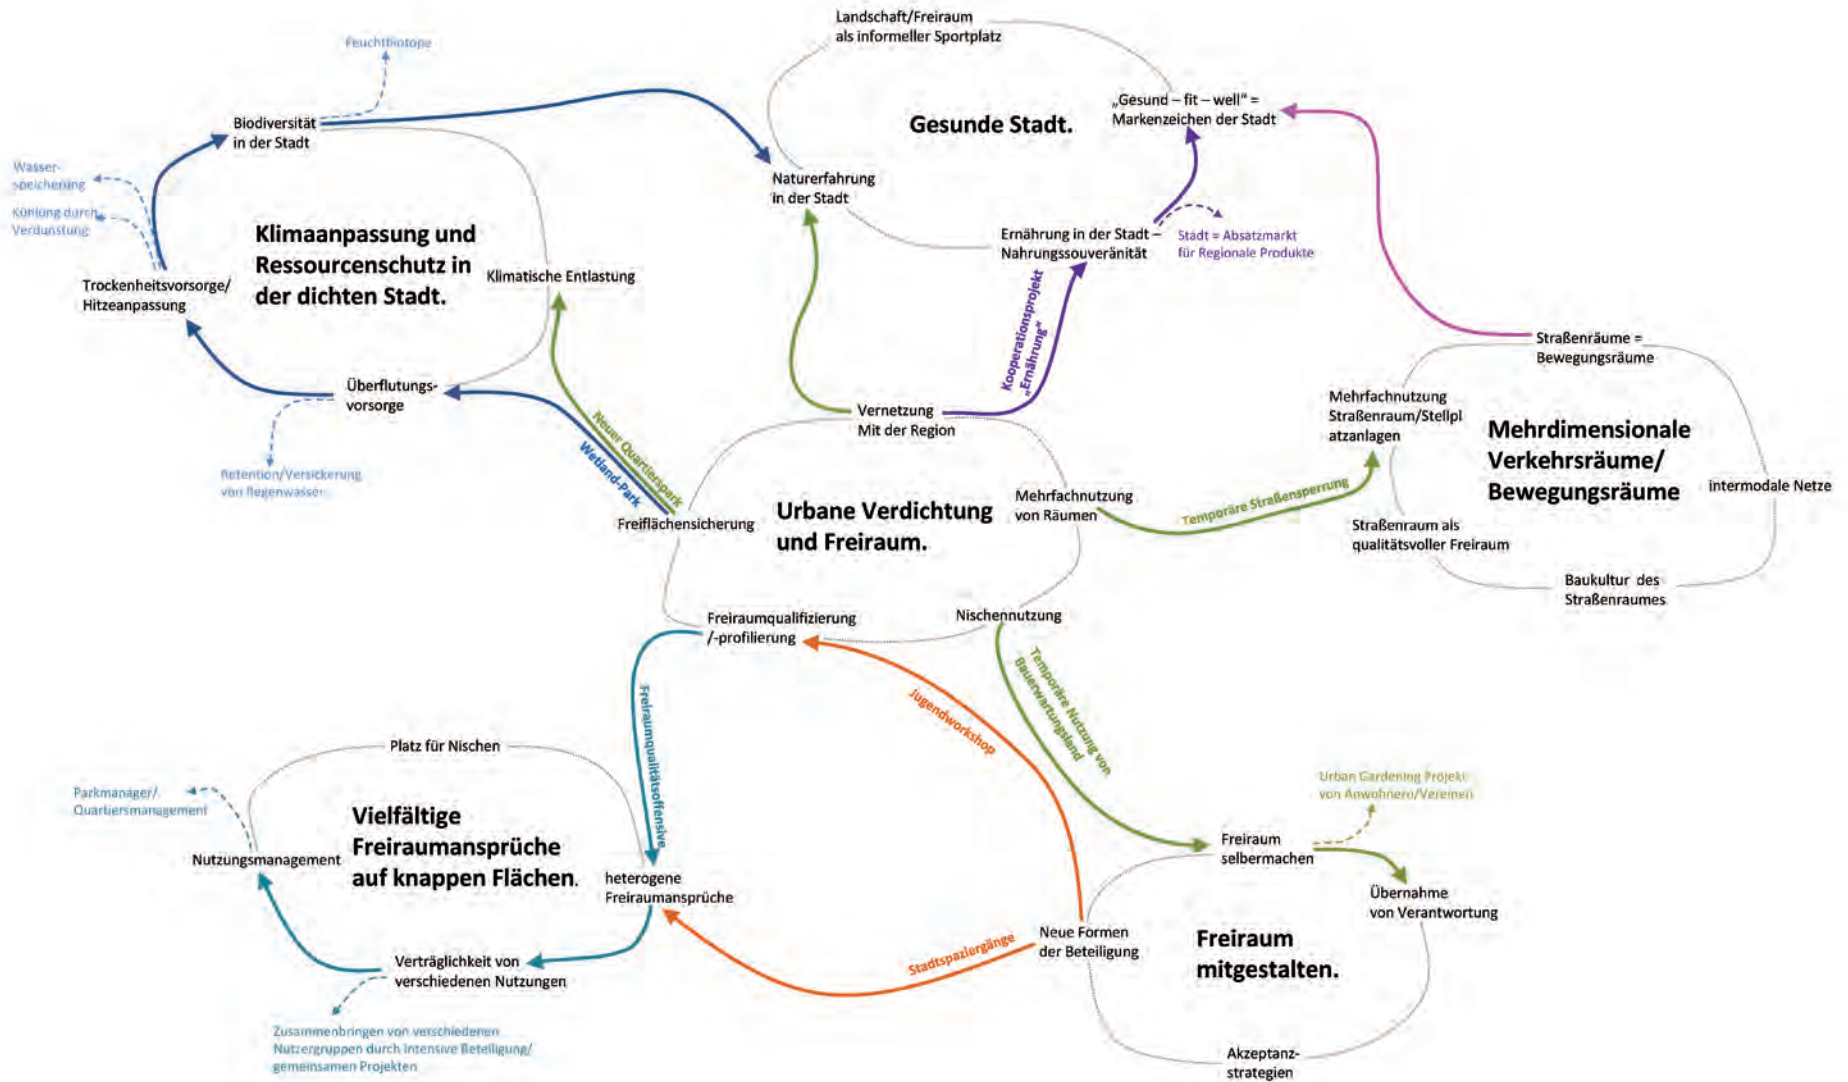 Landschaft/Freiraum
als informeller Sportplatz
Feuchtbiotope
„Gesund – fit – well“ =
Markenzeichen der Stadt
Gesunde Stadt.
Biodiversität
in der Stadt
Wasser-
speicherung
Kühlung durch
Verdunstung
Naturerfahrung
in der Stadt
Klimaanpassung und
Ressourcenschutz in
der dichten Stadt.
Ernährung in der Stadt –
Nahrungssouveränität
Stadt = Absatzmarkt
für Regionale Produkte
Klimatische Entlastung
Trockenheitsvorsorge/
Hitzeanpassung
Kooperationsprojekt
„Ernährung“
Straßenräume =
Bewegungsräume
Überflutungs-
vorsorge
Mehrfachnutzung
Straßenraum/Stellpl
atzanlagen
Vernetzung
Mit der Region
Neuer Quartierspark
Wetland-Park
Mehrdimensionale
Verkehrsräume/
Bewegungsräume
Retention/Versickerung
von Regenwasser
intermodale Netze
Mehrfachnutzung
von Räumen
Temporäre Straßensperrung
Freiflächensicherung
Urbane Verdichtung
und Freiraum.
Straßenraum als
qualitätsvoller Freiraum
Baukultur des
Straßenraumes
Freiraumqualifizierung
/-profilierung
Nischennutzung
Temporäre Nutzung von
Bauerwartungsland
Jugendworkshop
Freiraumqualitätsoffensive
Platz für Nischen
Parkmanager/
Quartiersmanagement
Urban Gardening Projekt
von Anwohnern/Vereinen
Vielfältige
Freiraumansprüche
auf knappen Flächen.
Nutzungsmanagement
Freiraum
selbermachen
heterogene
Freiraumansprüche
Übernahme
von Verantwortung
Neue Formen
der Beteiligung
Freiraum
mitgestalten.
Stadtspaziergänge
Verträglichkeit von
verschiedenen Nutzungen
Zusammenbringen von verschiedenen
Nutzergruppen durch Intensive Beteiligung/
gemeinsamen Projekten
Akzeptanz-
strategien